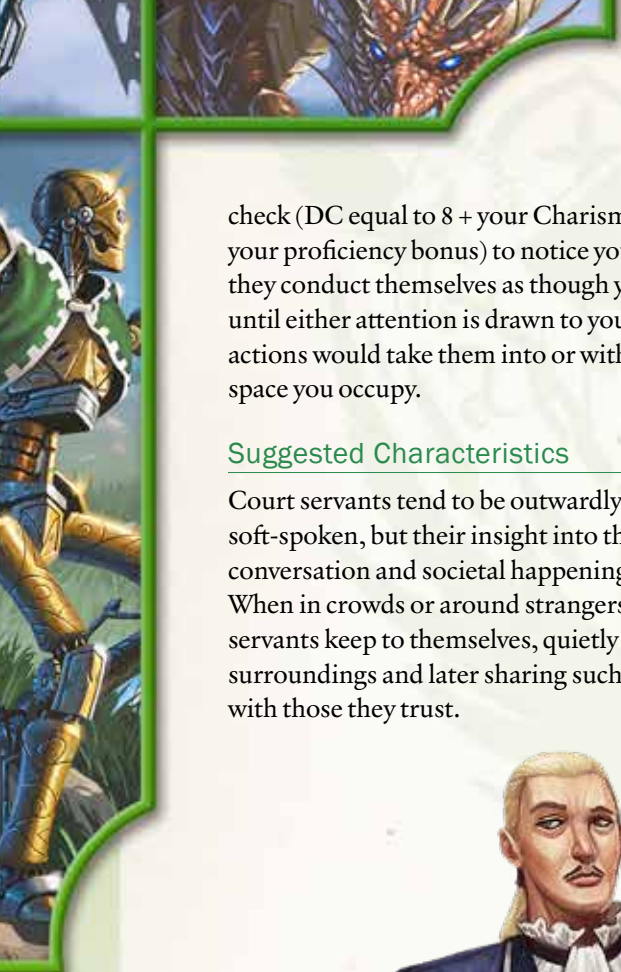 check (DC equal to 8 + your Charism
your proficiency bonus) to notice you
they conduct themselves as though y
until either attention is drawn to you
actions would take them into or with
space you occupy.
Suggested Characteristics
Court servants tend to be outwardly
soft-spoken, but their insight into th
conversation and societal happening
When in crowds or around strangers
servants keep to themselves, quietly
surroundings and later sharing such
with those they trust.